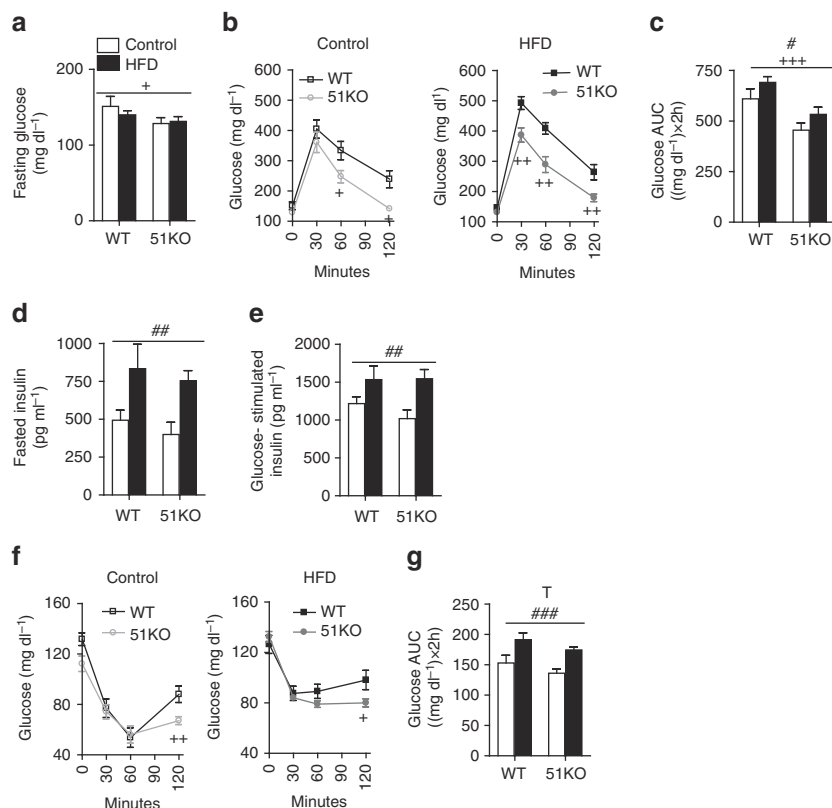 a
Control
HFD
Fasting glucose
(mg dl⁻¹)
200
150
100
50
0
+
WT 51KO
b
Control
Glucose (mg dl⁻¹)
600
500
400
300
200
100
WT
51KO
+
+
0 30 60 90 120
Minutes
HFD
Glucose (mg dl¹)
600
500
400
300
200
100
WT
51KO
++
++
++
0 30 60 90 120
Minutes
c
#
+++
Glucose AUC
((mg dl⁻¹)×2h)
750
500
250
0
WT 51KO
d
##
Fasted insulin
(pg ml⁻¹)
1000
750
500
250
0
WT 51KO
e
##
Glucose- stimulated
insulin (pg ml⁻¹)
2000
1500
1000
500
0
WT 51KO
f
Control
Glucose (mg dl⁻¹)
160
120
80
40
WT
51KO
++
0 30 60 90 120
Minutes
HFD
Glucose (mg dl⁻¹)
160
120
80
40
WT
51KO
+
0 30 60 90 120
Minutes
g
T
###
Glucose AUC
((mg dl⁻¹)×2h)
250
200
150
100
50
0
WT 51KO